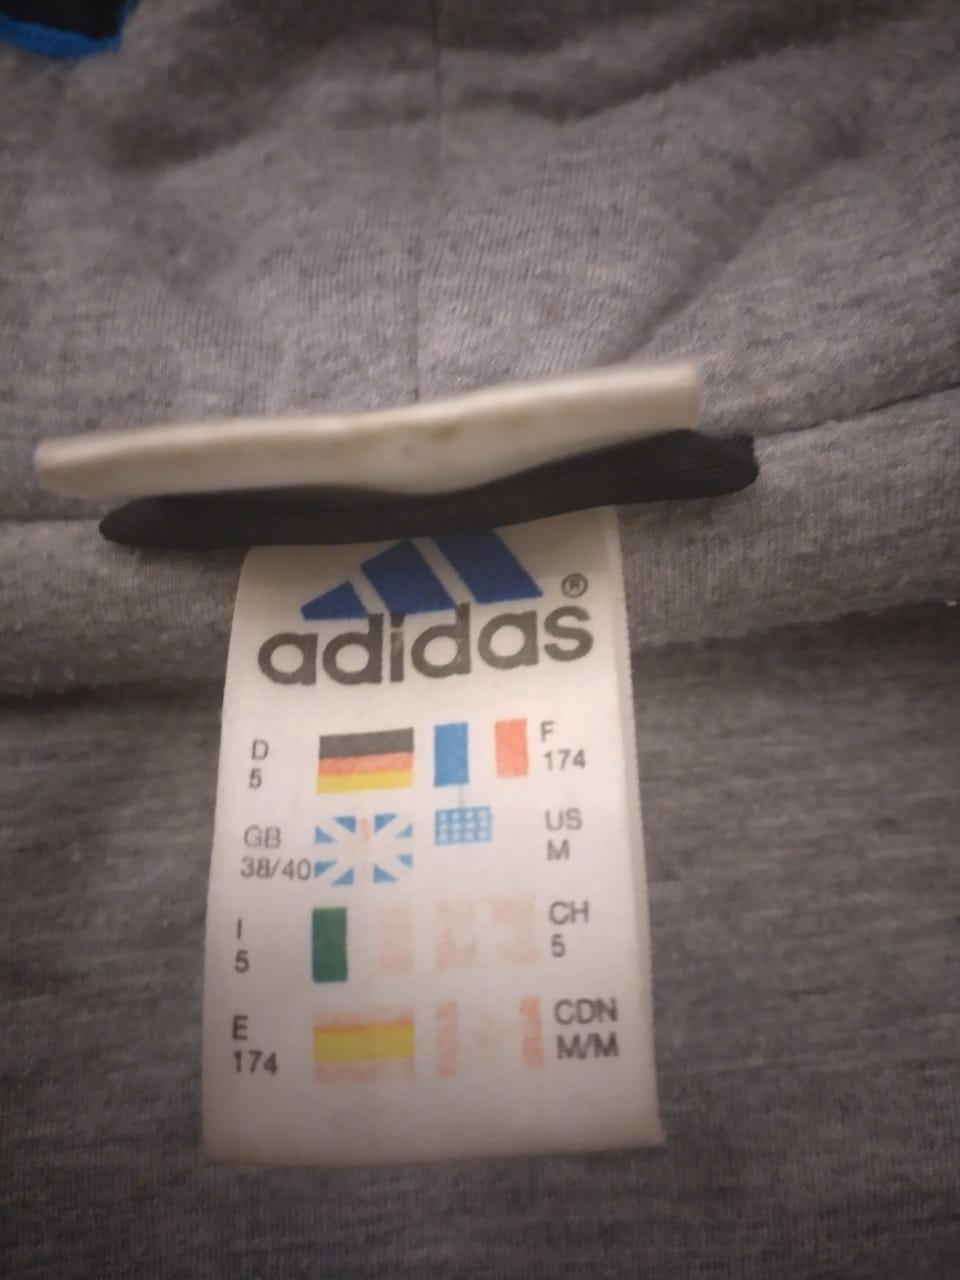 adidas®
D
5
F
174
GB
38/40
US
M
I
5
CH
5
E
174
CDN
M/M